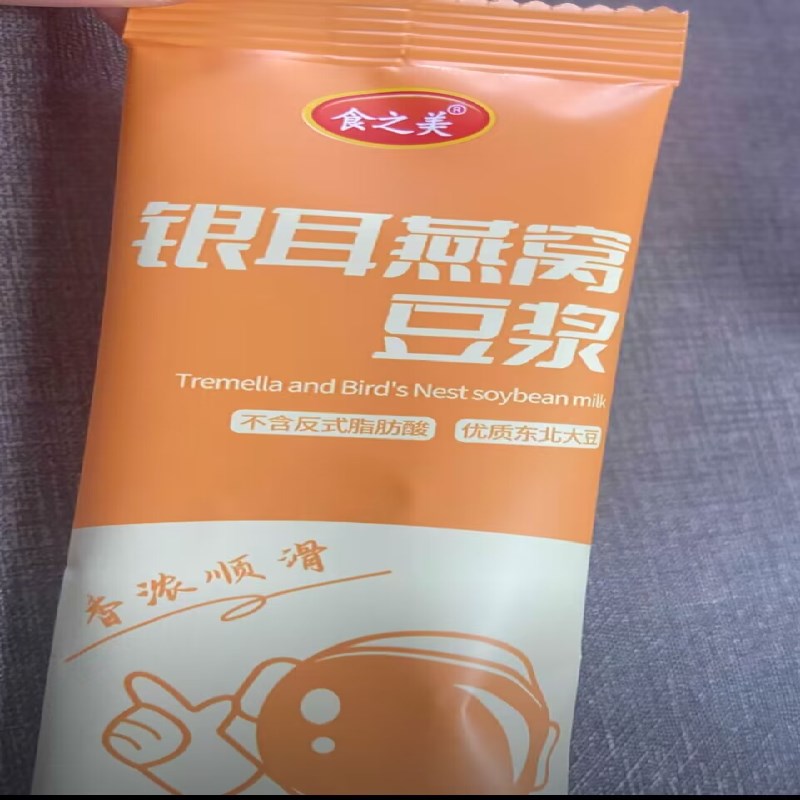 食之美®
银耳燕窝
豆浆
Tremella and Bird's Nest soybean milk
不含反式脂肪酸 优质东北大豆
香浓顺滑